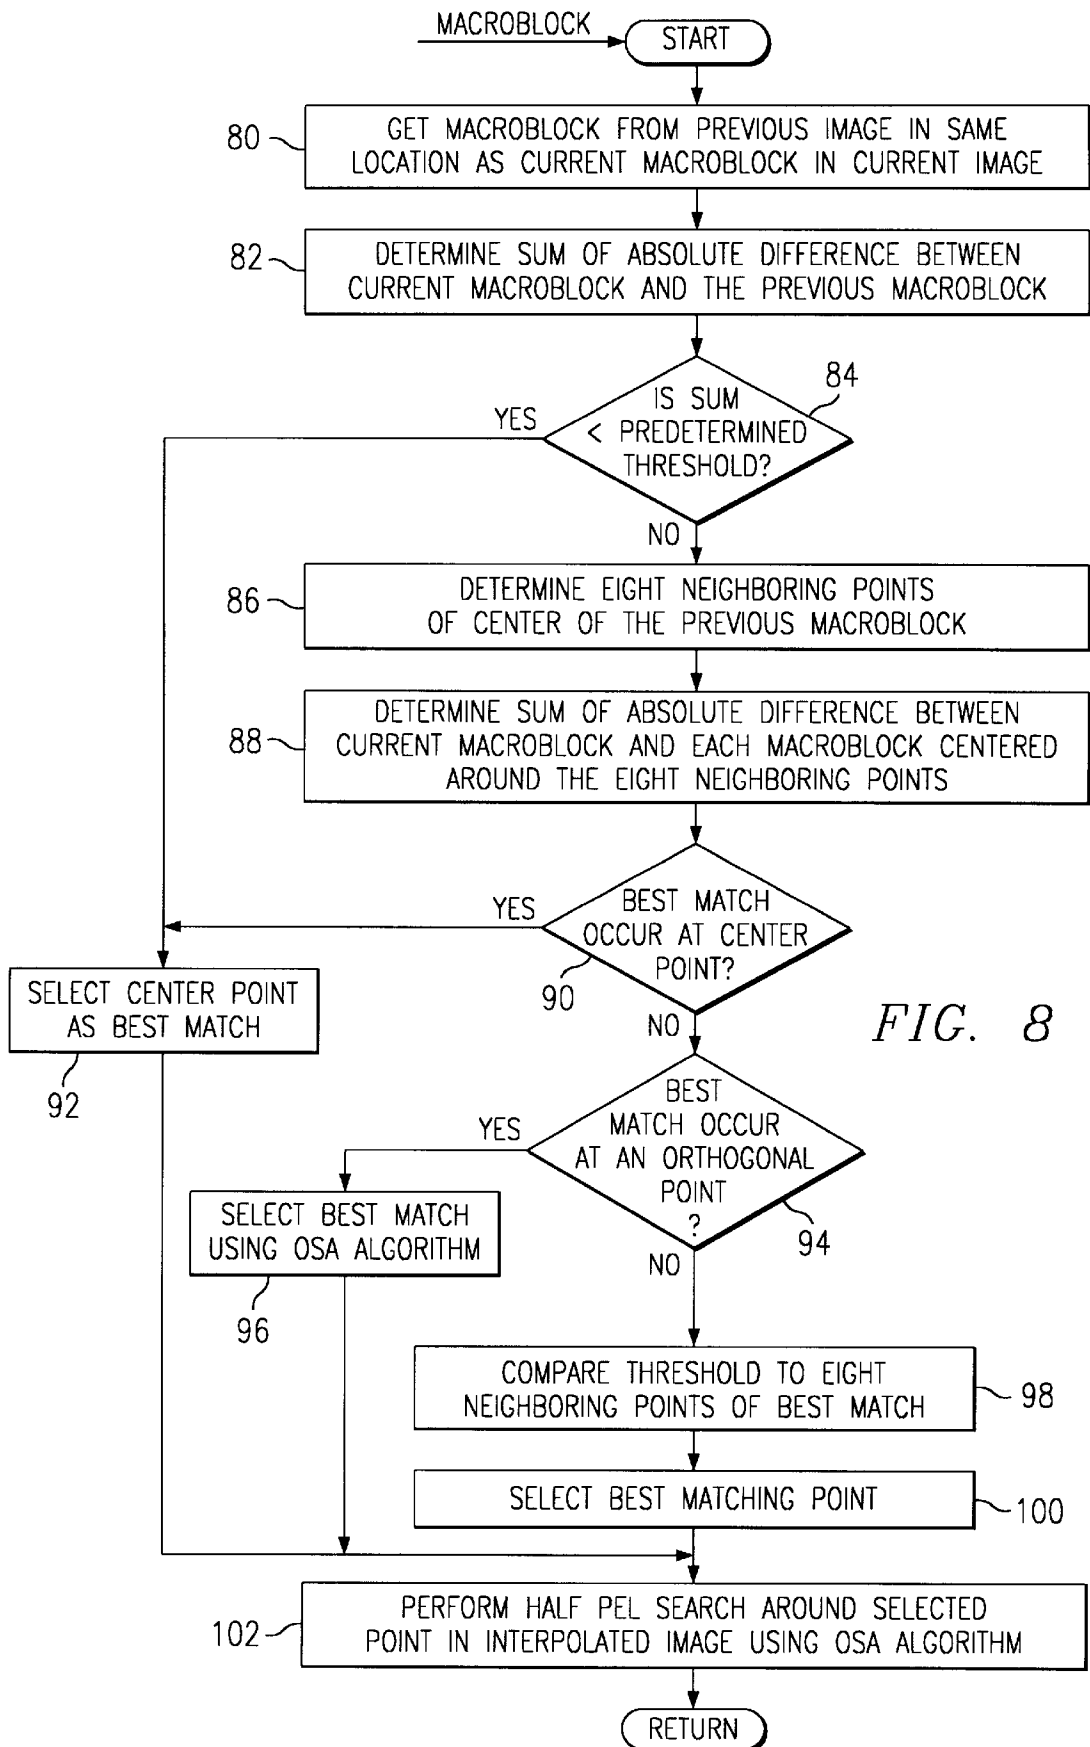 MACROBLOCK
START
80
GET MACROBLOCK FROM PREVIOUS IMAGE IN SAME
LOCATION AS CURRENT MACROBLOCK IN CURRENT IMAGE
82
DETERMINE SUM OF ABSOLUTE DIFFERENCE BETWEEN
CURRENT MACROBLOCK AND THE PREVIOUS MACROBLOCK
84
YES
IS SUM
< PREDETERMINED
THRESHOLD?
NO
86
DETERMINE EIGHT NEIGHBORING POINTS
OF CENTER OF THE PREVIOUS MACROBLOCK
88
DETERMINE SUM OF ABSOLUTE DIFFERENCE BETWEEN
CURRENT MACROBLOCK AND EACH MACROBLOCK CENTERED
AROUND THE EIGHT NEIGHBORING POINTS
YES
BEST MATCH
OCCUR AT CENTER
POINT?
90
NO
SELECT CENTER POINT
AS BEST MATCH
92
FIG. 8
YES
BEST
MATCH OCCUR
AT AN ORTHOGONAL
POINT
?
94
NO
SELECT BEST MATCH
USING OSA ALGORITHM
96
COMPARE THRESHOLD TO EIGHT
NEIGHBORING POINTS OF BEST MATCH
98
SELECT BEST MATCHING POINT
100
102
PERFORM HALF PEL SEARCH AROUND SELECTED
POINT IN INTERPOLATED IMAGE USING OSA ALGORITHM
RETURN